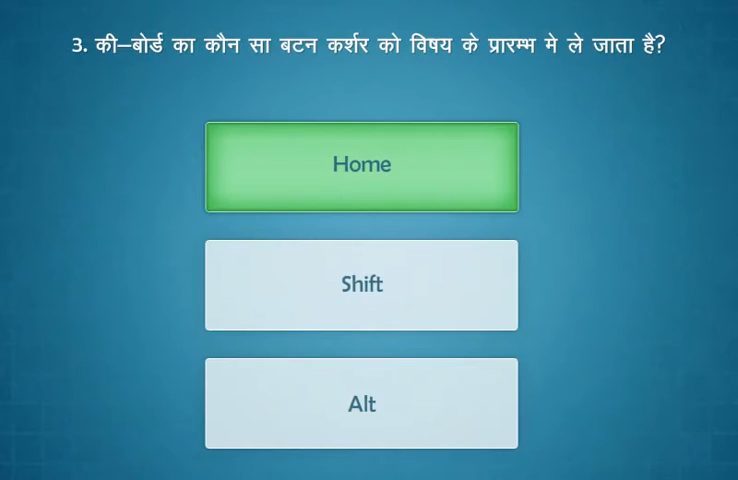 3. की–बोर्ड का कौन सा बटन कर्शर को विषय के प्रारम्भ मे ले जाता है?
Home
Shift
Alt